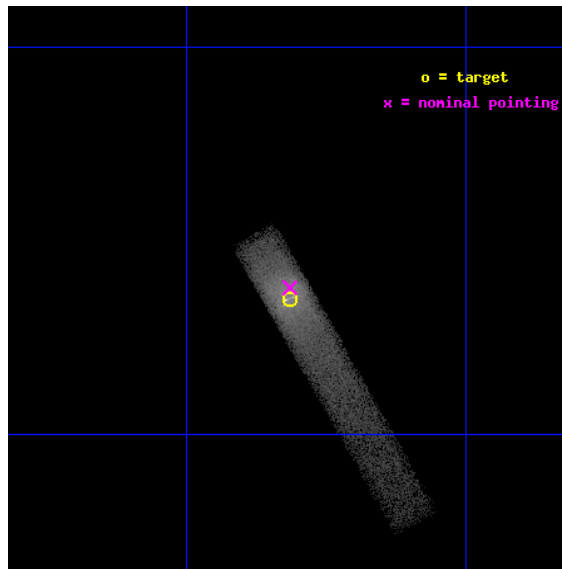 o = target
x = nominal pointing